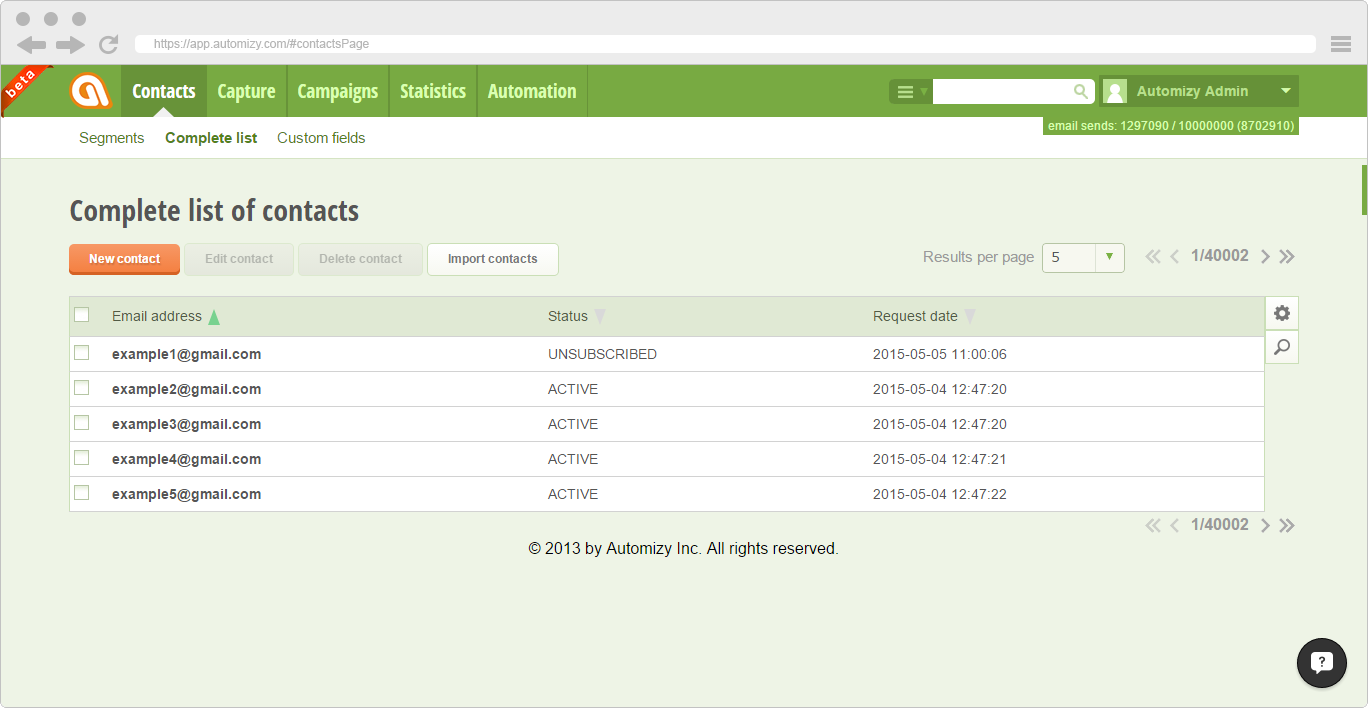 https://app.automizy.com/#contactsPage
beta
Contacts Capture Campaigns Statistics Automation Automizy Admin
email sends: 1297090 / 10000000 (8702910)
Segments Complete list Custom fields
Complete list of contacts
New contact Edit contact Delete contact Import contacts Results per page 5 1/40002
Email address Status Request date
example1@gmail.com UNSUBSCRIBED 2015-05-05 11:00:06
example2@gmail.com ACTIVE 2015-05-04 12:47:20
example3@gmail.com ACTIVE 2015-05-04 12:47:20
example4@gmail.com ACTIVE 2015-05-04 12:47:21
example5@gmail.com ACTIVE 2015-05-04 12:47:22
1/40002
© 2013 by Automizy Inc. All rights reserved.
?